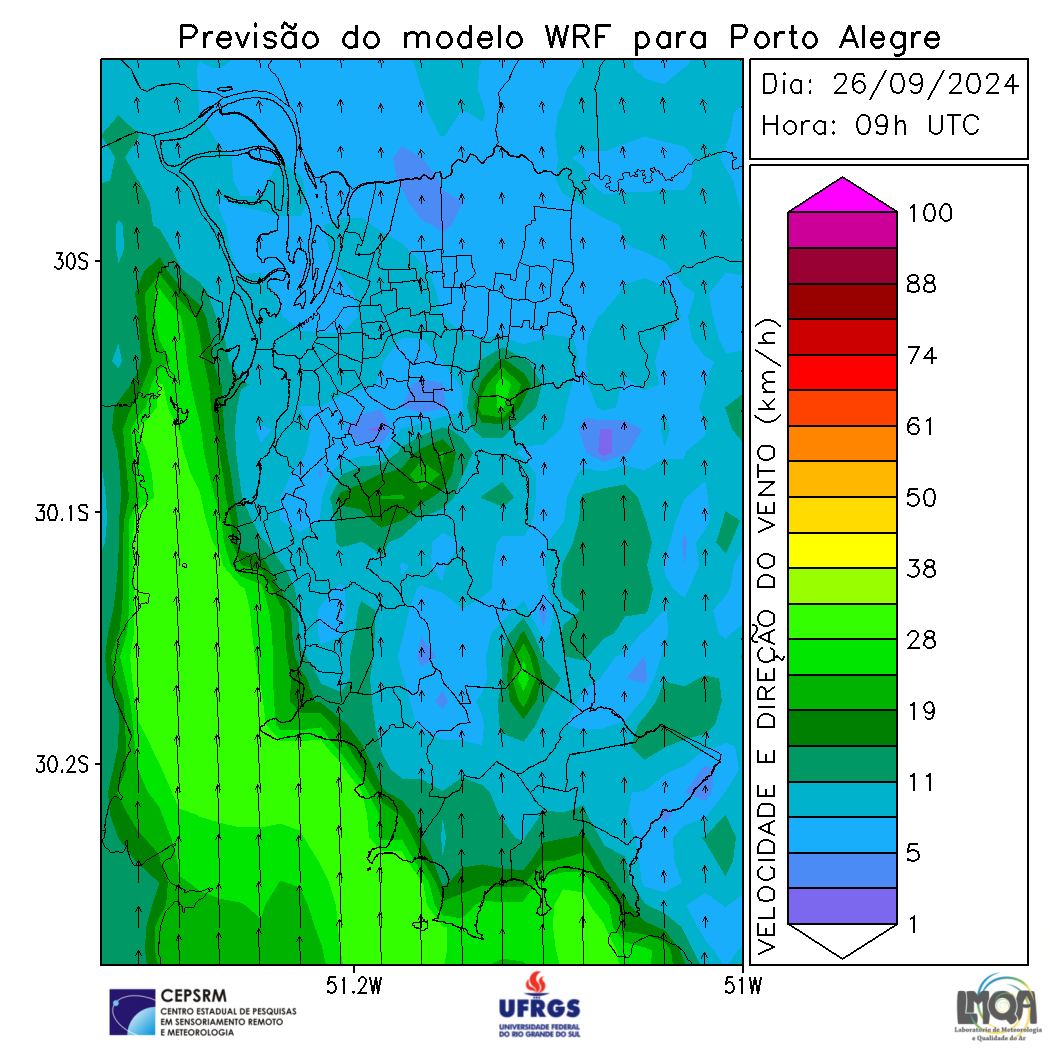 Previsão do modelo WRF para Porto Alegre
Dia: 26/09/2024
Hora: 09h UTC
30S
30.1S
30.2S
51.2W
51W
VELOCIDADE E DIREÇÃO DO VENTO (km/h)
100
88
74
61
50
38
28
19
11
5
1
CEPSRM
CENTRO ESTADUAL DE PESQUISAS
EM SENSORIAMENTO REMOTO
E METEOROLOGIA
UFRGS
UNIVERSIDADE FEDERAL
DO RIO GRANDE DO SUL
LMQA
Laboratório de Meteorologia
e Qualidade do Ar